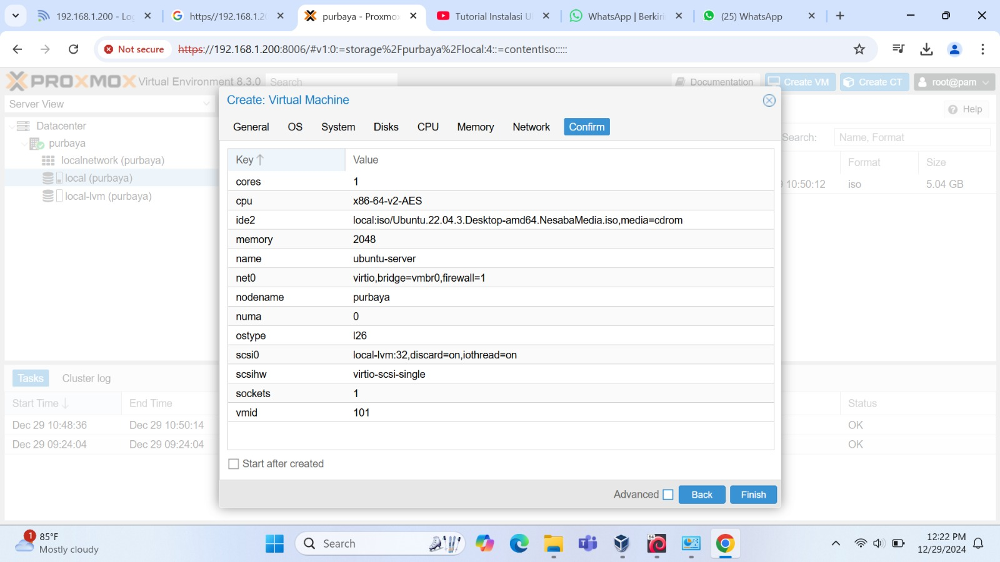 192.168.1.200 - Lo
https//192.168.1.2
purbaya - Proxmo
Tutorial Instalasi U
WhatsApp | Berkiri
(25) WhatsApp
Not secure
https://192.168.1.200:8006/#v1:0:=storage%2Fpurbaya%2Flocal:4::=contentIso:::::
PROXMOX Virtual Environment 8.3.0
Search
Documentation
Create VM
Create CT
root@pam
Server View
Create: Virtual Machine
Help
General
OS
System
Disks
CPU
Memory
Network
Confirm
Datacenter
purbaya
localnetwork (purbaya)
local (purbaya)
local-lvm (purbaya)
Search:
Name, Format
Format
Size
10:50:12
iso
5.04 GB
Key
Value
cores
1
cpu
x86-64-v2-AES
ide2
local:iso/Ubuntu.22.04.3.Desktop-amd64.NesabaMedia.iso,media=cdrom
memory
2048
name
ubuntu-server
net0
virtio,bridge=vmbr0,firewall=1
nodename
purbaya
numa
0
ostype
l26
scsi0
local-lvm:32,discard=on,iothread=on
scsihw
virtio-scsi-single
sockets
1
vmid
101
Start after created
Advanced
Back
Finish
Tasks
Cluster log
Start Time
End Time
Status
Dec 29 10:48:36
Dec 29 10:50:14
OK
Dec 29 09:24:04
Dec 29 09:24:04
OK
1
85°F
Mostly cloudy
Search
64
12:22 PM
12/29/2024